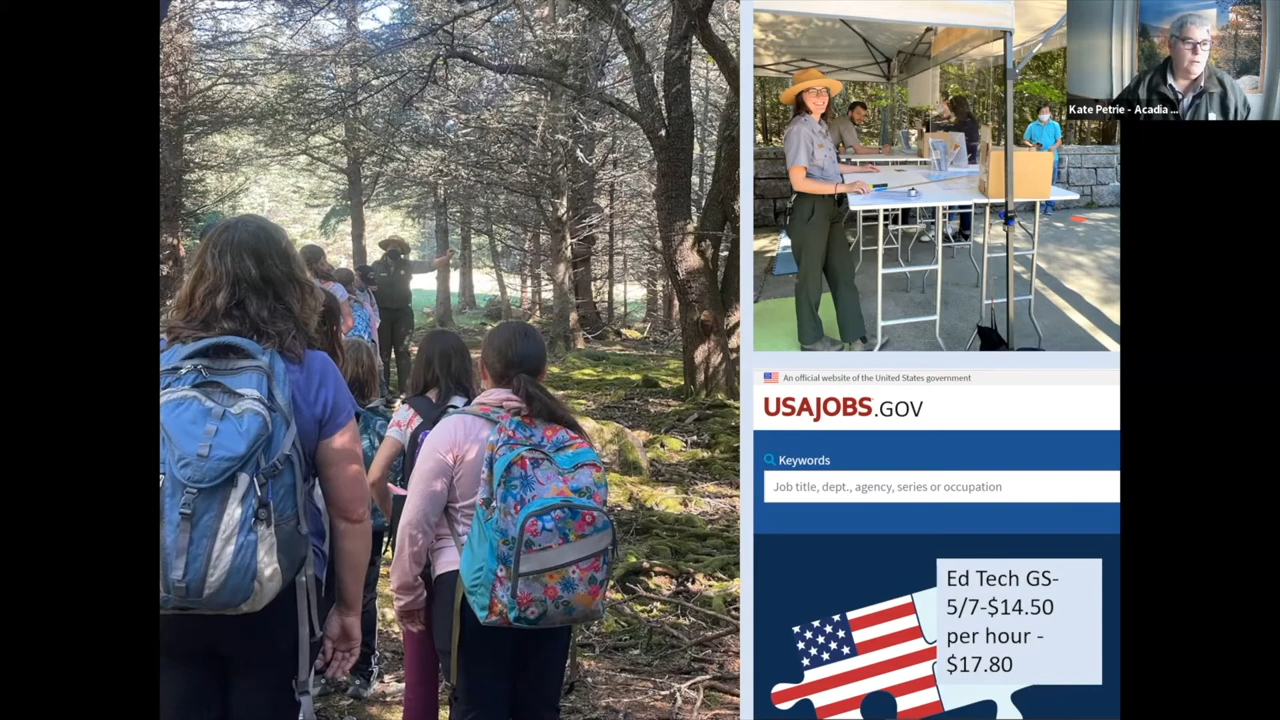 Kate Petrie - Acadia ...
An official website of the United States government
USAJOBS.GOV
Keywords
Job title, dept., agency, series or occupation
Ed Tech GS-
5/7-$14.50
per hour -
$17.80